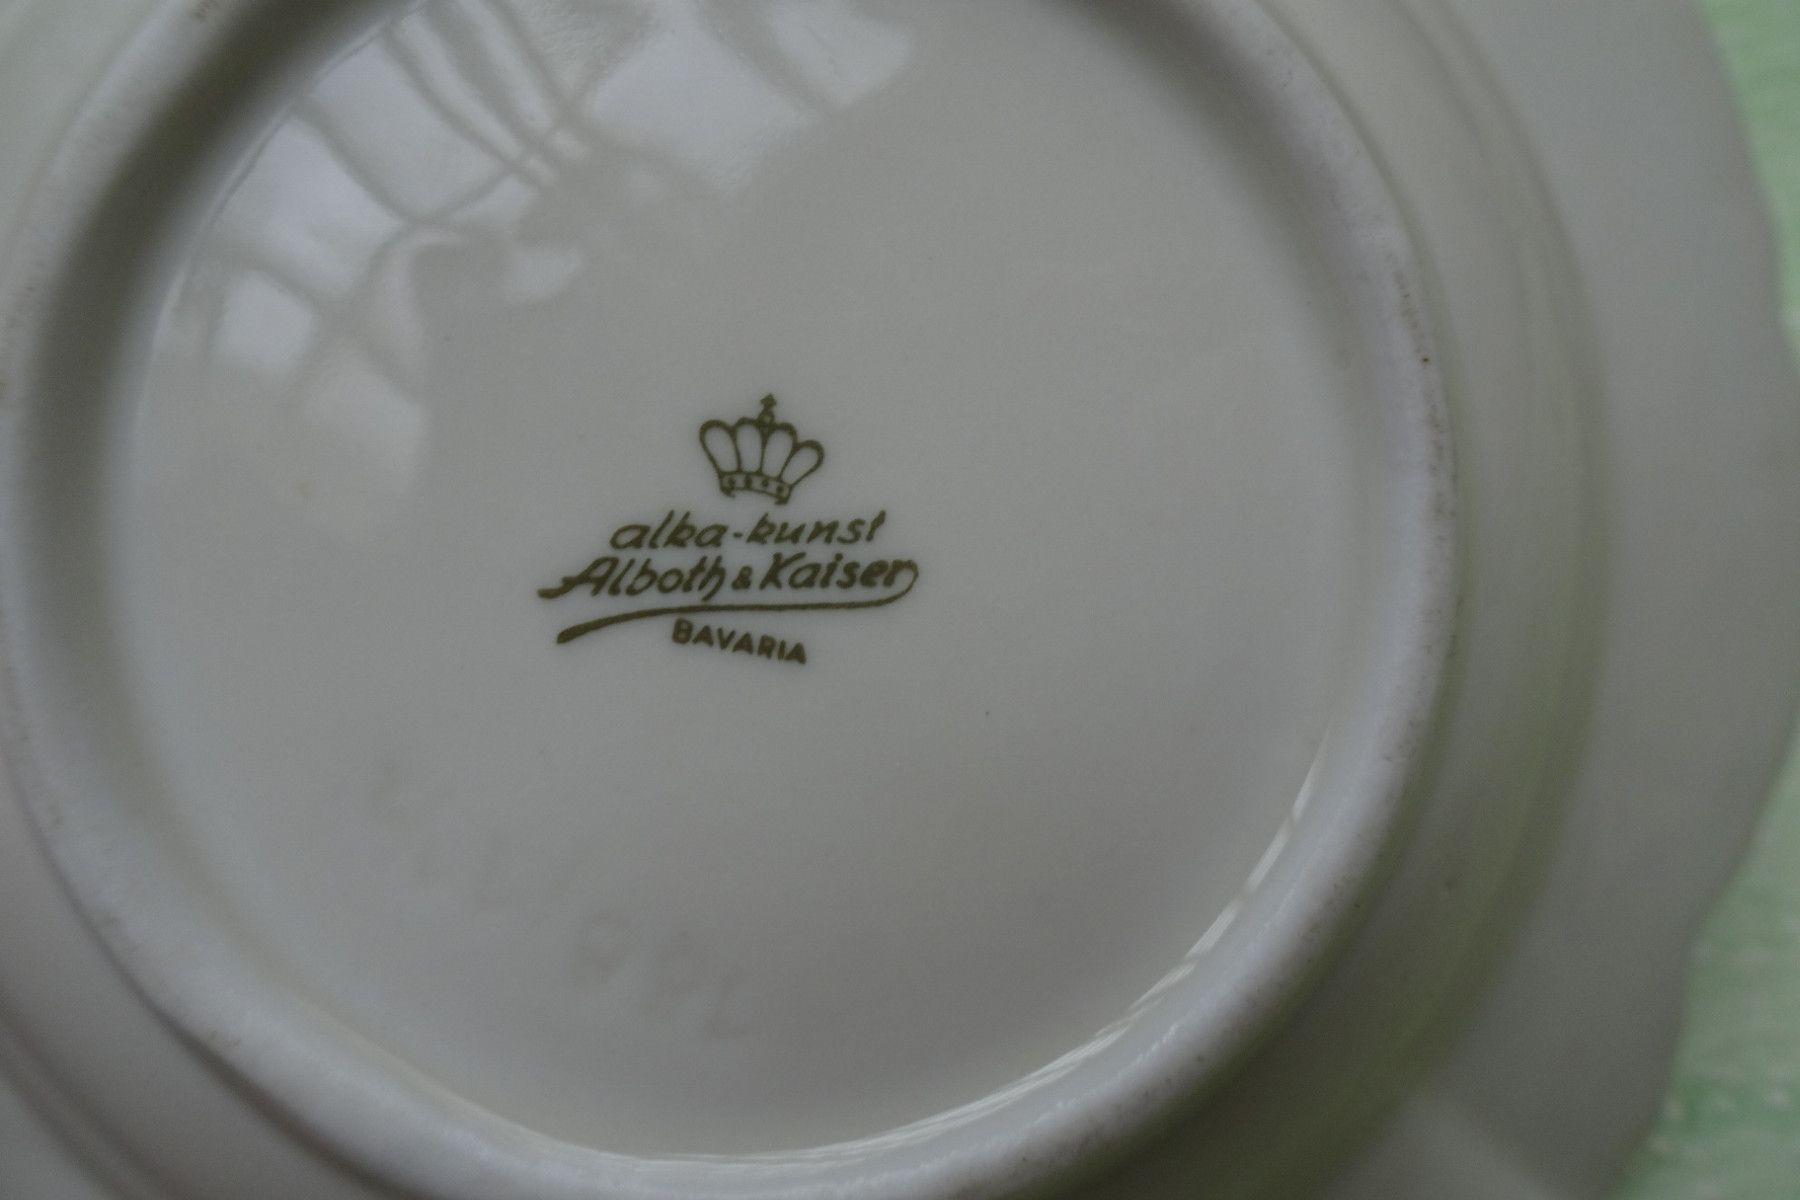 alka-kunst
Alboth & Kaiser
BAVARIA